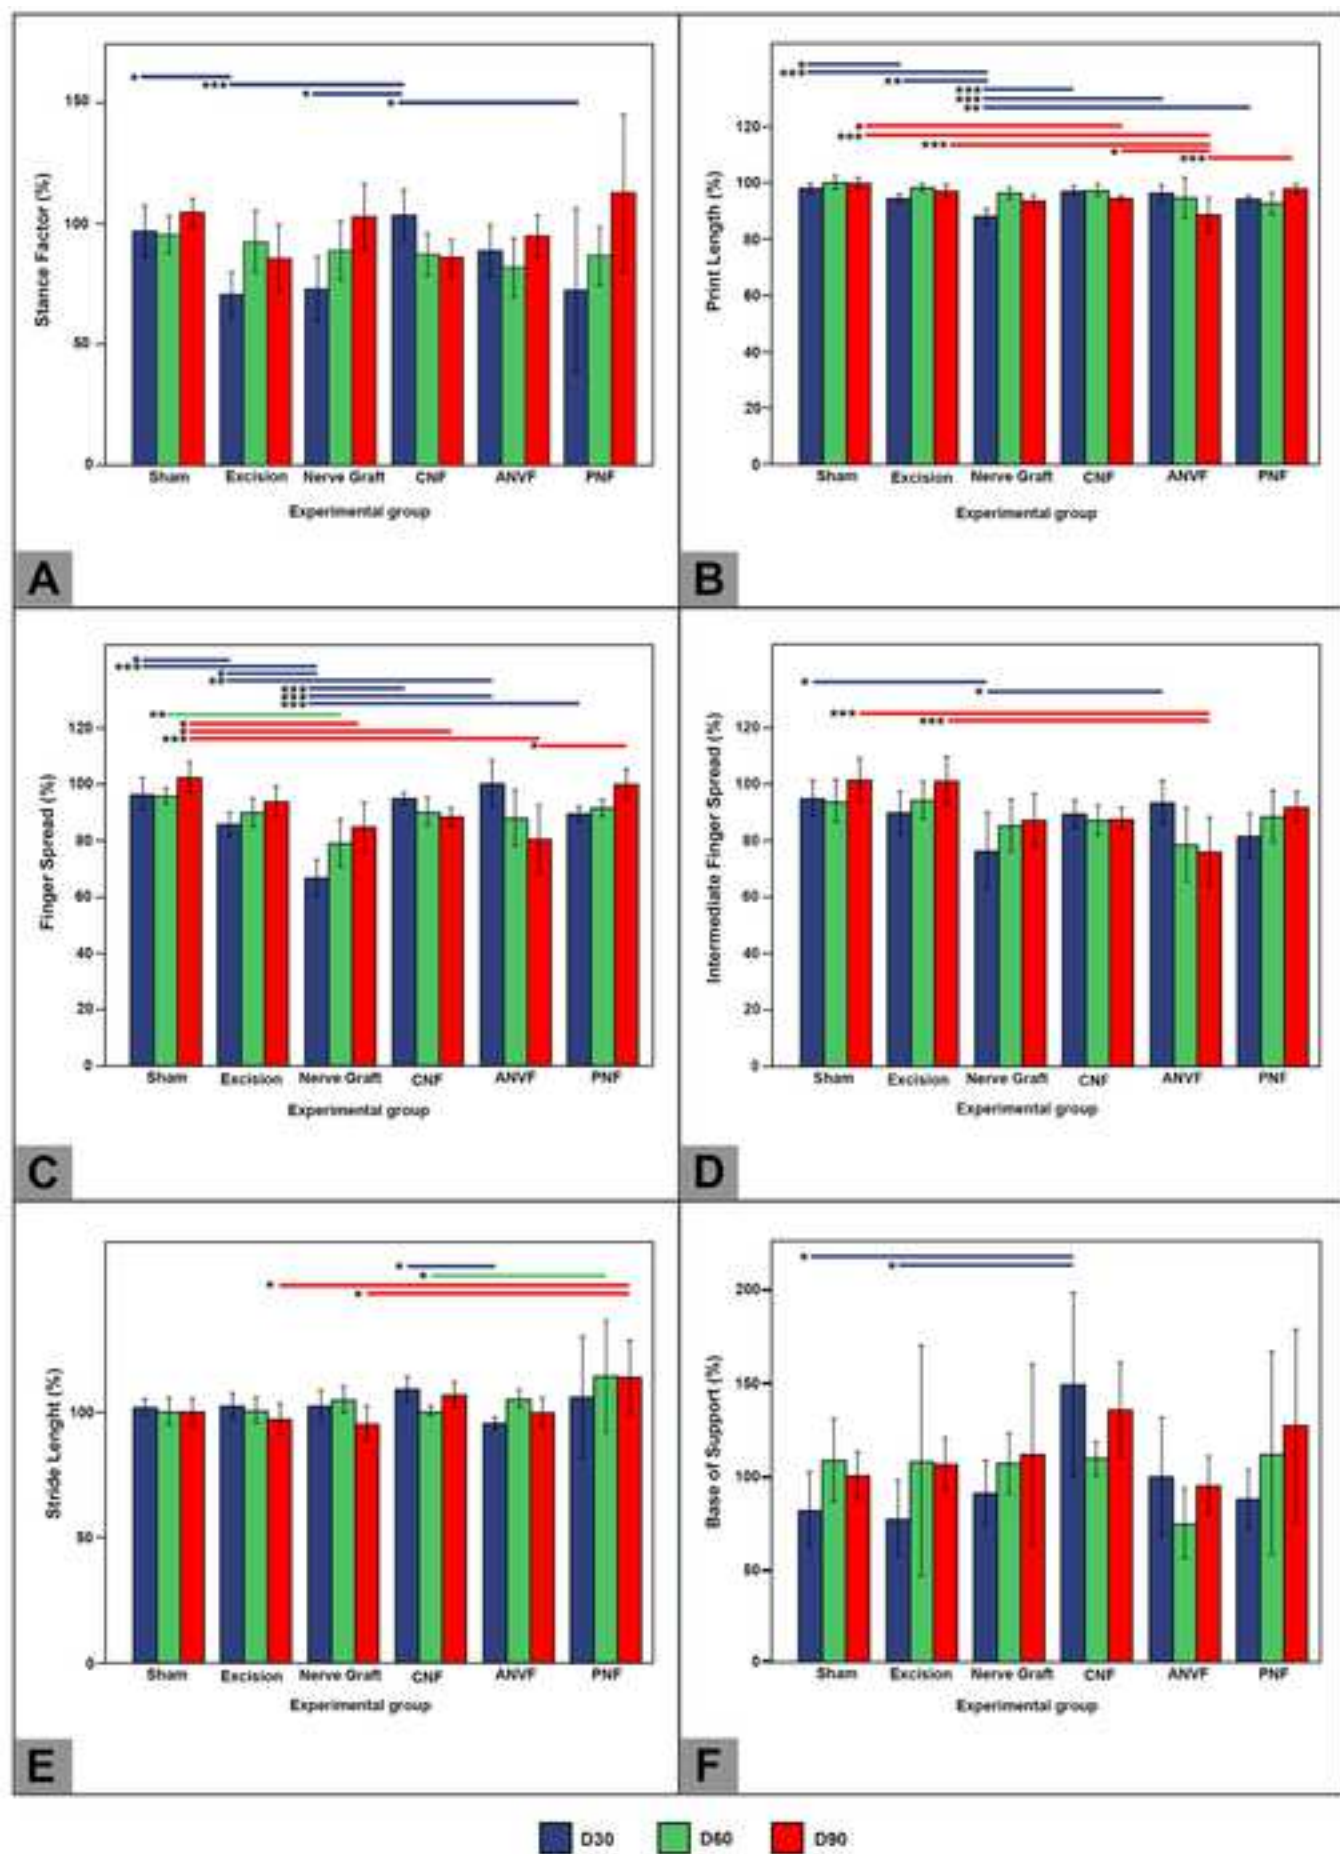 Stance Factor (%)
150
100
50
0
Sham Excision Nerve Graft CNF ANVF PNF
Experimental group
A
Print Length (%)
120
100
80
60
40
20
0
Sham Excision Nerve Graft CNF ANVF PNF
Experimental group
B
Finger Spread (%)
120
100
80
60
40
20
0
Sham Excision Nerve Graft CNF ANVF PNF
Experimental group
C
Intermediate Finger Spread (%)
120
100
80
60
40
20
0
Sham Excision Nerve Graft CNF ANVF PNF
Experimental group
D
Stride Lenght (%)
100
50
0
Sham Excision Nerve Graft CNF ANVF PNF
Experimental group
E
Base of Support (%)
200
150
100
50
0
Sham Excision Nerve Graft CNF ANVF PNF
Experimental group
F
D30 D60 D90